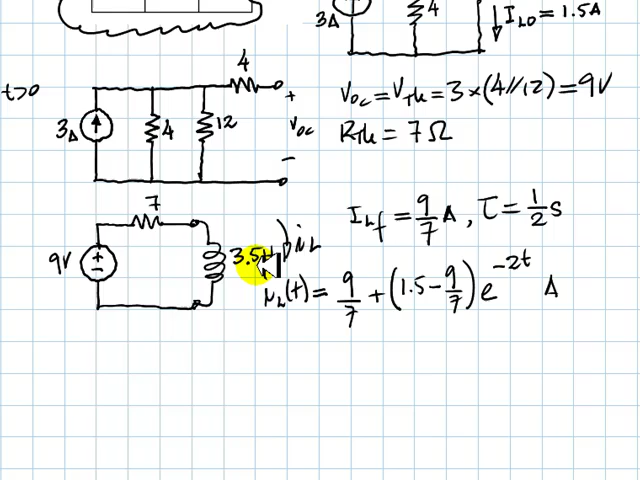 3A
4
I_L0 = 1.5A
t>0
4
3A
4
12
+
V_oc
−
V_oc = V_Th = 3 × (4//12) = 9V
R_Th = 7 Ω
7
9V
+
−
3.5H
i_L
I_Lf = 9/7 A, τ = 1/2 s
i_L(t) = 9/7 + (1.5 − 9/7) e^−2t A